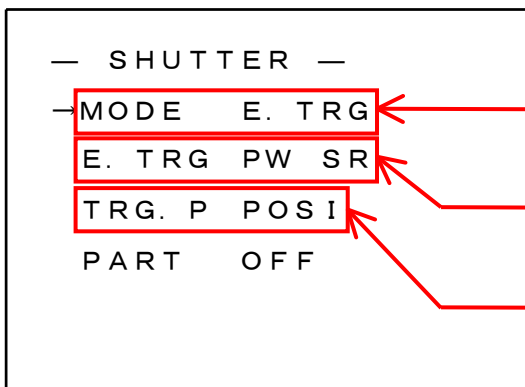 — SHUTTER —
→MODE E. TRG
E. TRG PW SR
TRG. P POSI
PART OFF